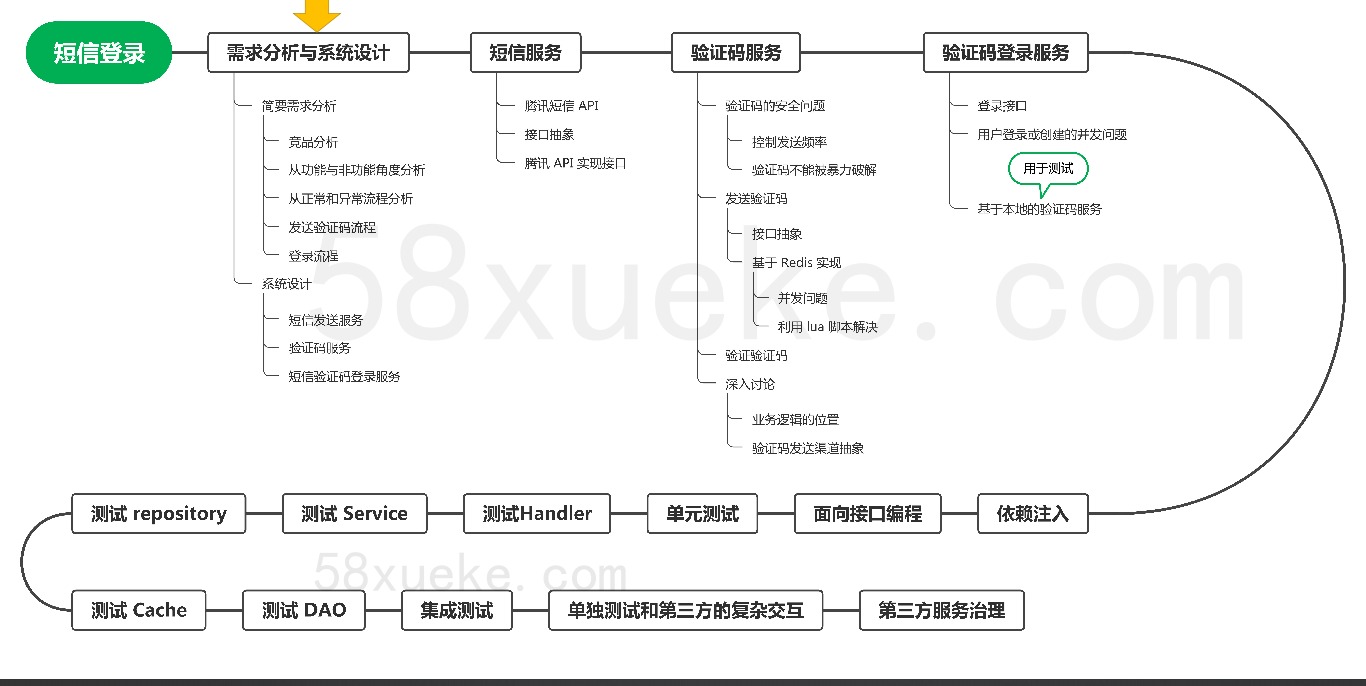 短信登录
需求分析与系统设计
简要需求分析
竞品分析
从功能与非功能角度分析
从正常和异常流程分析
发送验证码流程
登录流程
系统设计
短信发送服务
验证码服务
短信验证码登录服务
短信服务
腾讯短信 API
接口抽象
腾讯 API 实现接口
验证码服务
验证码的安全问题
控制发送频率
验证码不能被暴力破解
发送验证码
接口抽象
基于 Redis 实现
并发问题
利用 lua 脚本解决
验证验证码
深入讨论
业务逻辑的位置
验证码发送渠道抽象
验证码登录服务
登录接口
用户登录或创建的并发问题
用于测试
基于本地的验证码服务
58xueke.com
测试 repository
测试 Service
测试Handler
单元测试
面向接口编程
依赖注入
58xueke.com
测试 Cache
测试 DAO
集成测试
单独测试和第三方的复杂交互
第三方服务治理